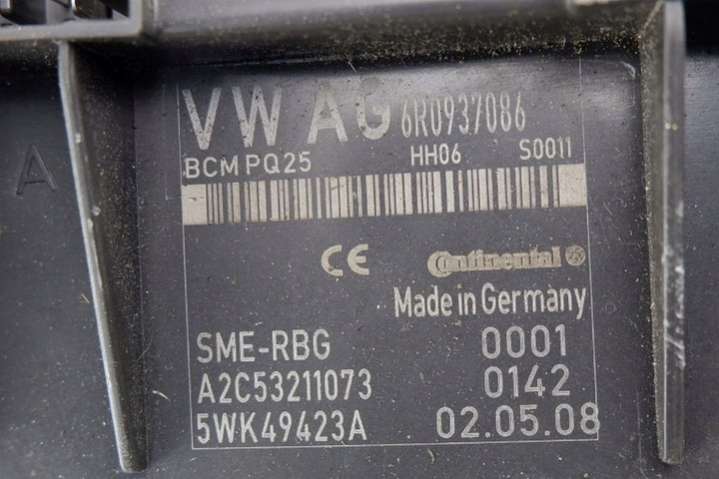 VW AG 6R0937086
BCM PQ25 HH06 S0011
CE Continental
Made in Germany
SME-RBG 0001
A2C53211073 0142
5WK49423A 02.05.08
A